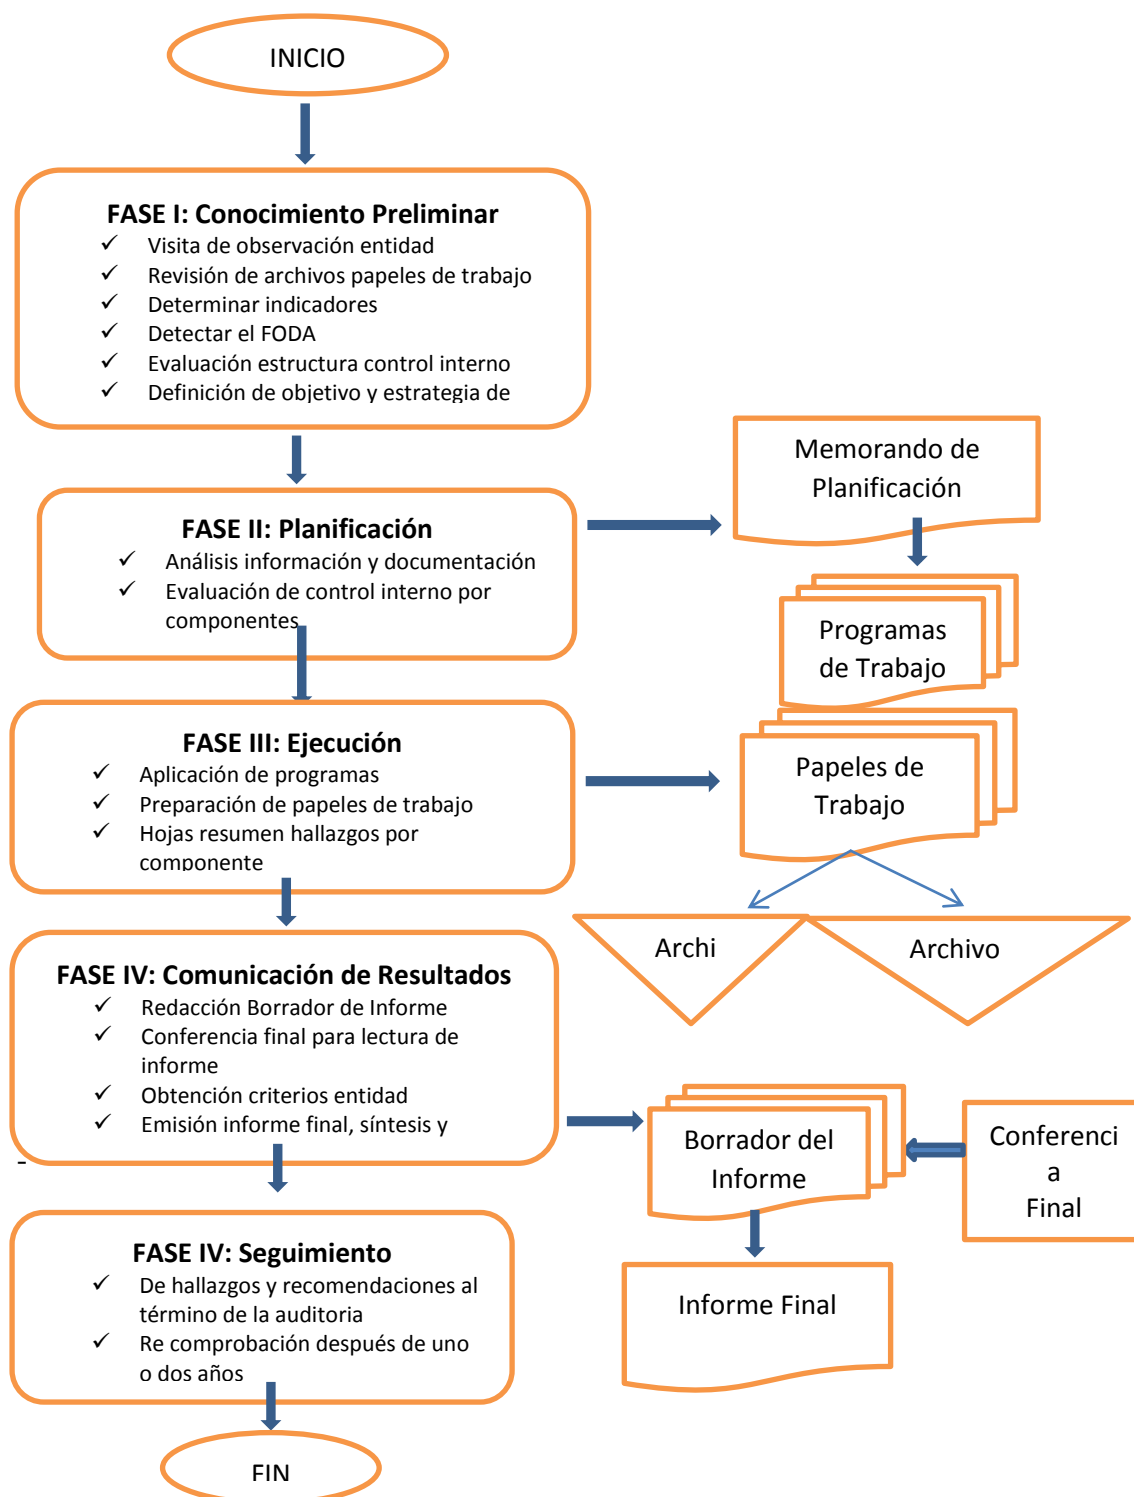 INICIO
FASE I: Conocimiento Preliminar
✓ Visita de observación entidad
✓ Revisión de archivos papeles de trabajo
✓ Determinar indicadores
✓ Detectar el FODA
✓ Evaluación estructura control interno
✓ Definición de objetivo y estrategia de
FASE II: Planificación
✓ Análisis información y documentación
✓ Evaluación de control interno por
componentes
Memorando de
Planificación
Programas
de Trabajo
FASE III: Ejecución
✓ Aplicación de programas
✓ Preparación de papeles de trabajo
✓ Hojas resumen hallazgos por
componente
Papeles de
Trabajo
Archi
Archivo
FASE IV: Comunicación de Resultados
✓ Redacción Borrador de Informe
✓ Conferencia final para lectura de
informe
✓ Obtención criterios entidad
✓ Emisión informe final, síntesis y
-
Borrador del
Informe
Conferenci
a
Final
FASE IV: Seguimiento
✓ De hallazgos y recomendaciones al
término de la auditoria
✓ Re comprobación después de uno
o dos años
Informe Final
FIN